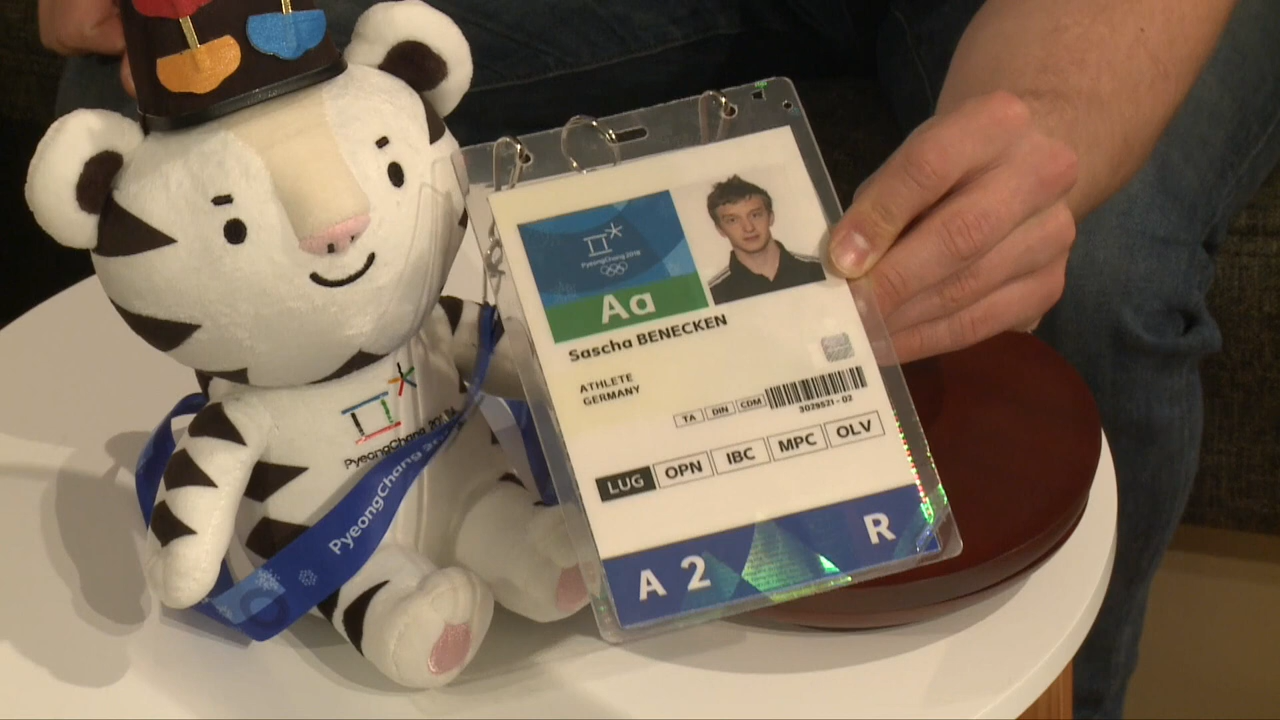 PyeongChang 2018
Aa
Sascha BENECKEN
ATHLETE
GERMANY
TA DIN CDM
3029521-02
LUG OPN IBC MPC OLV
A 2 R
PyeongChang 2018
PyeongChang